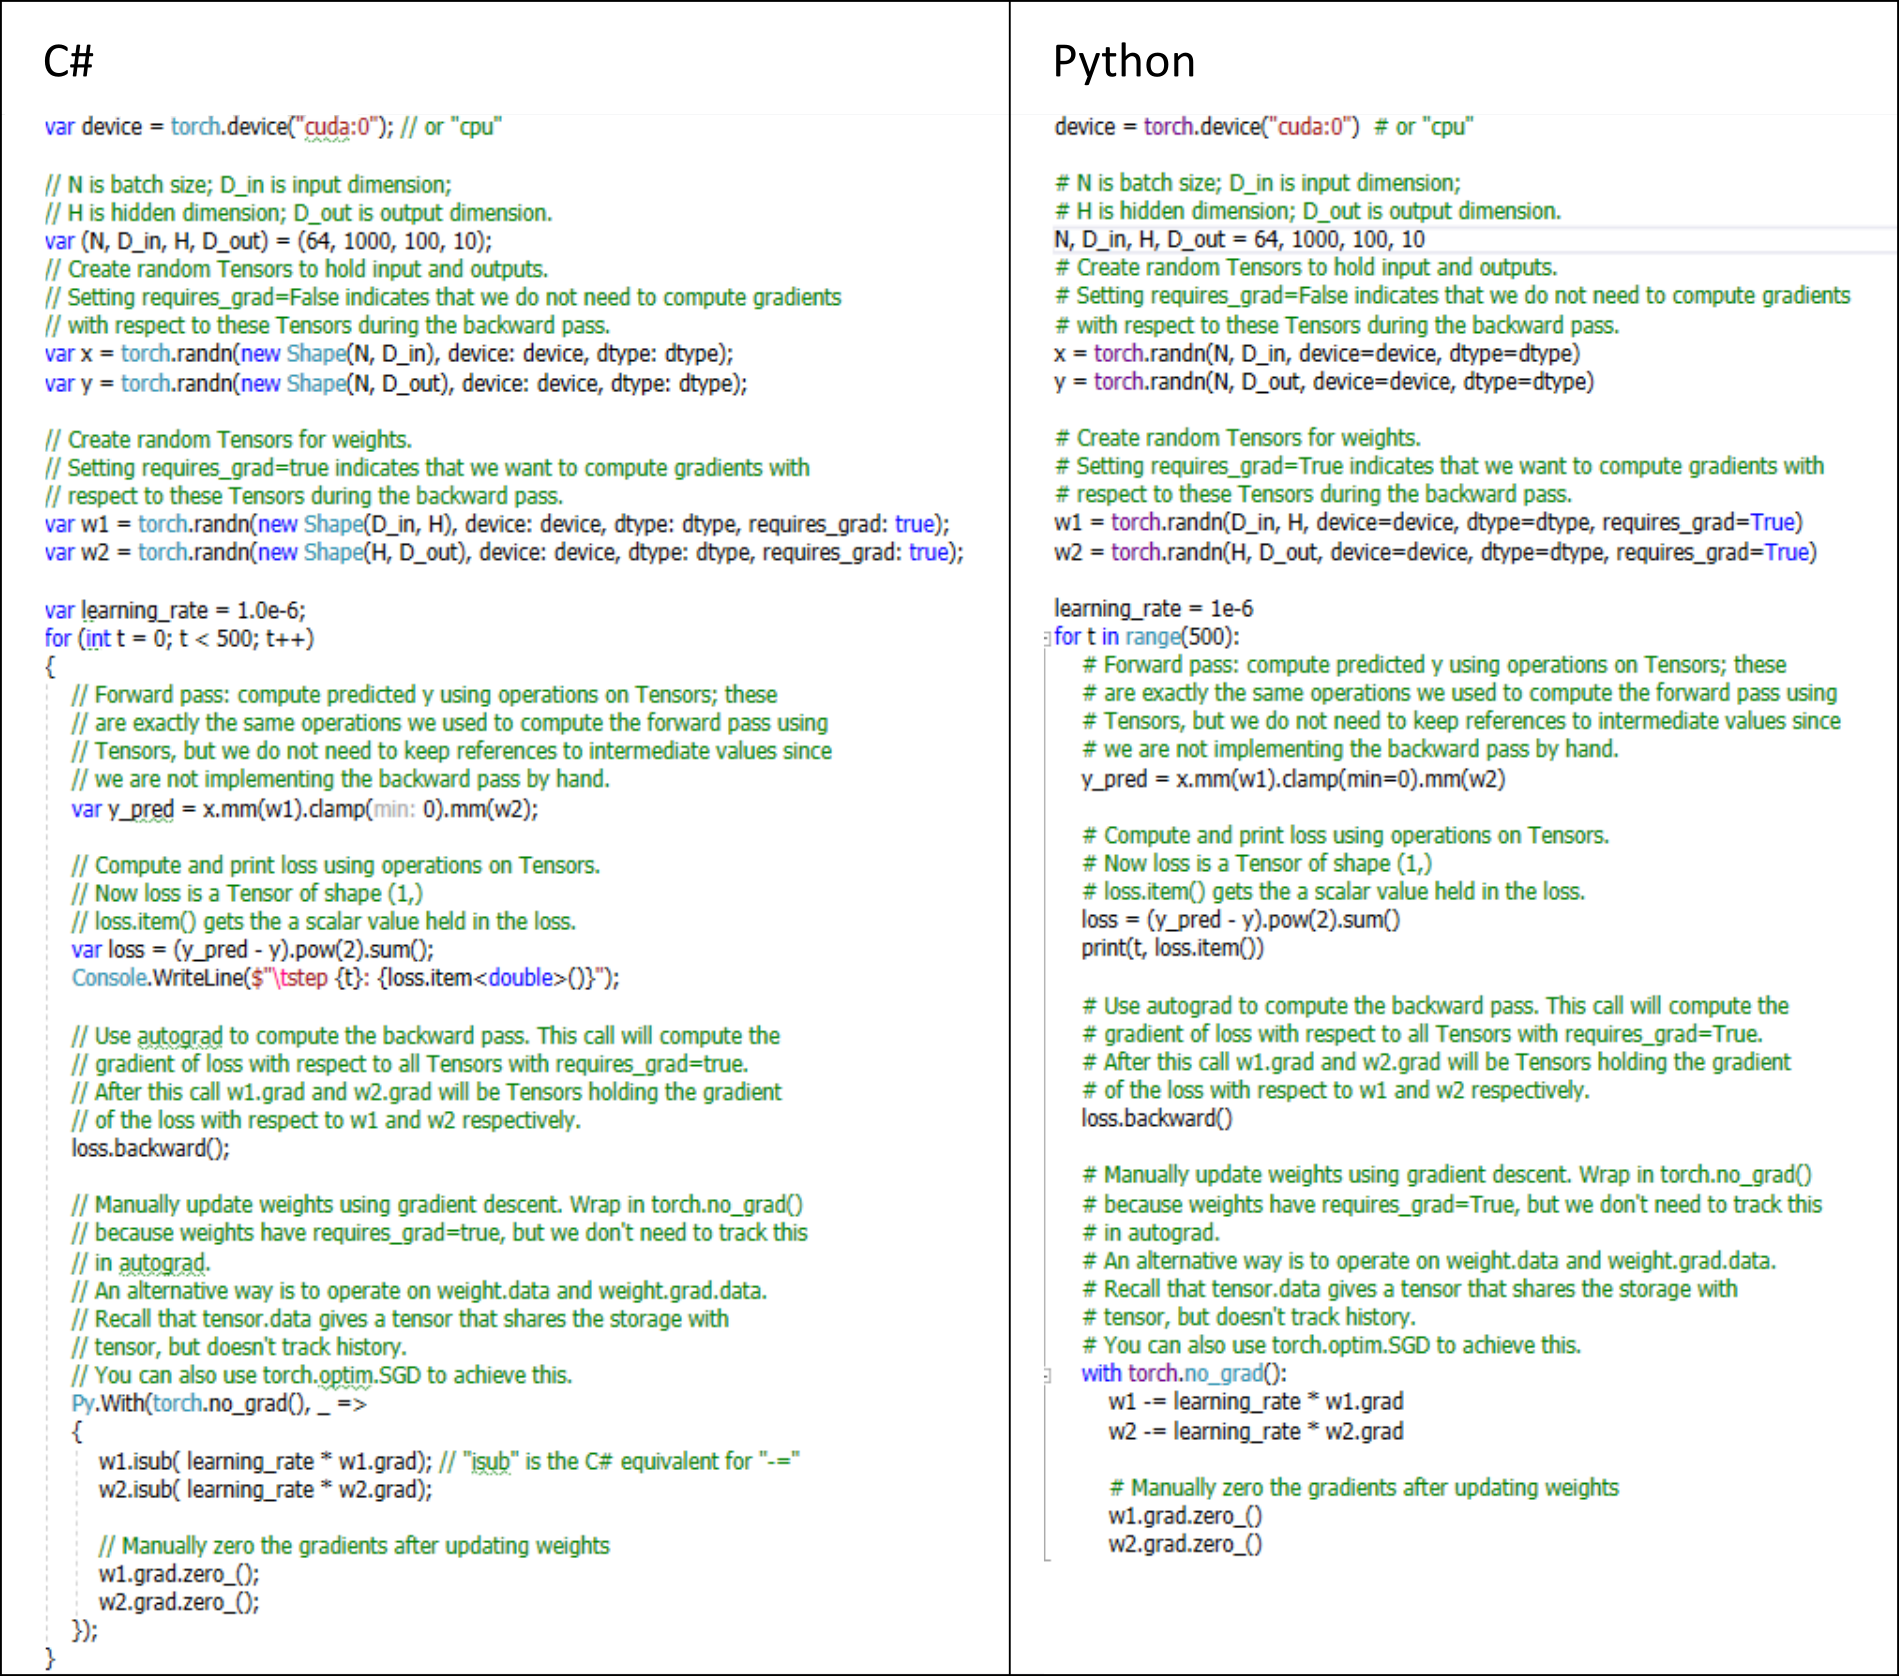 C#
var device = torch.device("cuda:0"); // or "cpu"
// N is batch size; D_in is input dimension;
// H is hidden dimension; D_out is output dimension.
var (N, D_in, H, D_out) = (64, 1000, 100, 10);
// Create random Tensors to hold input and outputs.
// Setting requires_grad=False indicates that we do not need to compute gradients
// with respect to these Tensors during the backward pass.
var x = torch.randn(new Shape(N, D_in), device: device, dtype: dtype);
var y = torch.randn(new Shape(N, D_out), device: device, dtype: dtype);
// Create random Tensors for weights.
// Setting requires_grad=true indicates that we want to compute gradients with
// respect to these Tensors during the backward pass.
var w1 = torch.randn(new Shape(D_in, H), device: device, dtype: dtype, requires_grad: true);
var w2 = torch.randn(new Shape(H, D_out), device: device, dtype: dtype, requires_grad: true);
var learning_rate = 1.0e-6;
for (int t = 0; t < 500; t++)
{
// Forward pass: compute predicted y using operations on Tensors; these
// are exactly the same operations we used to compute the forward pass using
// Tensors, but we do not need to keep references to intermediate values since
// we are not implementing the backward pass by hand.
var y_pred = x.mm(w1).clamp(min: 0).mm(w2);
// Compute and print loss using operations on Tensors.
// Now loss is a Tensor of shape (1,)
// loss.item() gets the a scalar value held in the loss.
var loss = (y_pred - y).pow(2).sum();
Console.WriteLine($"\tstep {t}: {loss.item<double>()}");
// Use autograd to compute the backward pass. This call will compute the
// gradient of loss with respect to all Tensors with requires_grad=true.
// After this call w1.grad and w2.grad will be Tensors holding the gradient
// of the loss with respect to w1 and w2 respectively.
loss.backward();
// Manually update weights using gradient descent. Wrap in torch.no_grad()
// because weights have requires_grad=true, but we don't need to track this
// in autograd.
// An alternative way is to operate on weight.data and weight.grad.data.
// Recall that tensor.data gives a tensor that shares the storage with
// tensor, but doesn't track history.
// You can also use torch.optim.SGD to achieve this.
Py.With(torch.no_grad(), _ =>
{
w1.isub( learning_rate * w1.grad); // "isub" is the C# equivalent for "-="
w2.isub( learning_rate * w2.grad);
// Manually zero the gradients after updating weights
w1.grad.zero_();
w2.grad.zero_();
});
}
Python
device = torch.device("cuda:0")  # or "cpu"
# N is batch size; D_in is input dimension;
# H is hidden dimension; D_out is output dimension.
N, D_in, H, D_out = 64, 1000, 100, 10
# Create random Tensors to hold input and outputs.
# Setting requires_grad=False indicates that we do not need to compute gradients
# with respect to these Tensors during the backward pass.
x = torch.randn(N, D_in, device=device, dtype=dtype)
y = torch.randn(N, D_out, device=device, dtype=dtype)
# Create random Tensors for weights.
# Setting requires_grad=True indicates that we want to compute gradients with
# respect to these Tensors during the backward pass.
w1 = torch.randn(D_in, H, device=device, dtype=dtype, requires_grad=True)
w2 = torch.randn(H, D_out, device=device, dtype=dtype, requires_grad=True)
learning_rate = 1e-6
for t in range(500):
# Forward pass: compute predicted y using operations on Tensors; these
# are exactly the same operations we used to compute the forward pass using
# Tensors, but we do not need to keep references to intermediate values since
# we are not implementing the backward pass by hand.
y_pred = x.mm(w1).clamp(min=0).mm(w2)
# Compute and print loss using operations on Tensors.
# Now loss is a Tensor of shape (1,)
# loss.item() gets the a scalar value held in the loss.
loss = (y_pred - y).pow(2).sum()
print(t, loss.item())
# Use autograd to compute the backward pass. This call will compute the
# gradient of loss with respect to all Tensors with requires_grad=True.
# After this call w1.grad and w2.grad will be Tensors holding the gradient
# of the loss with respect to w1 and w2 respectively.
loss.backward()
# Manually update weights using gradient descent. Wrap in torch.no_grad()
# because weights have requires_grad=True, but we don't need to track this
# in autograd.
# An alternative way is to operate on weight.data and weight.grad.data.
# Recall that tensor.data gives a tensor that shares the storage with
# tensor, but doesn't track history.
# You can also use torch.optim.SGD to achieve this.
with torch.no_grad():
w1 -= learning_rate * w1.grad
w2 -= learning_rate * w2.grad
# Manually zero the gradients after updating weights
w1.grad.zero_()
w2.grad.zero_()